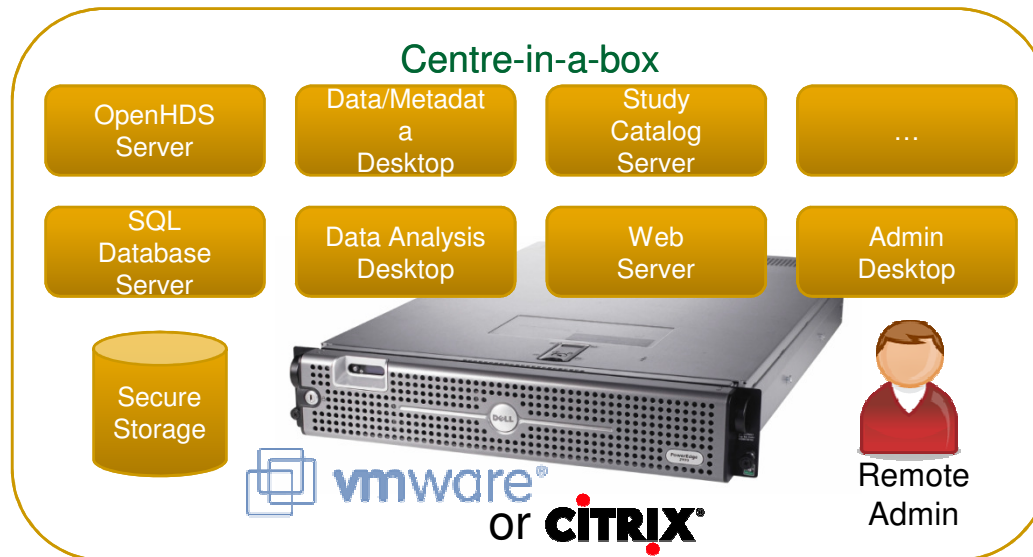 Centre-in-a-box
OpenHDS
Server
Data/Metadat
a
Desktop
Study
Catalog
Server
…
SQL
Database
Server
Data Analysis
Desktop
Web
Server
Admin
Desktop
Secure
Storage
DELL
PowerEdge
vmware®
or CiTRIX®
Remote
Admin